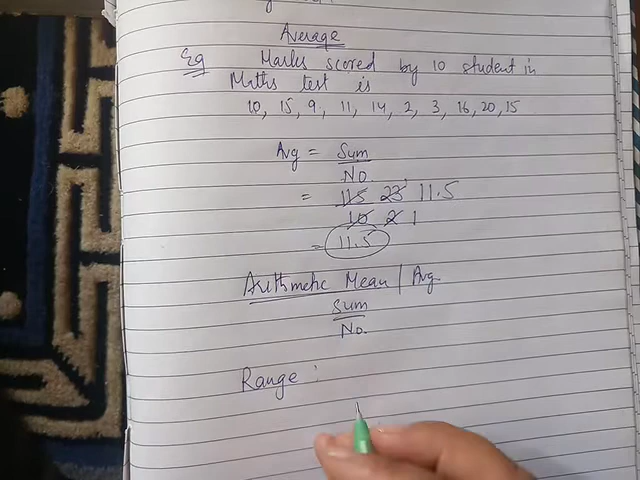 Average
Eg Marks scored by 10 student in
Maths test is
10, 15, 9, 11, 14, 2, 3, 16, 20, 15
Avg = Sum
No
= 115 23 11.5
10 2 1
= 11.5
Arithmetic Mean | Avg
Sum
No.
Range :